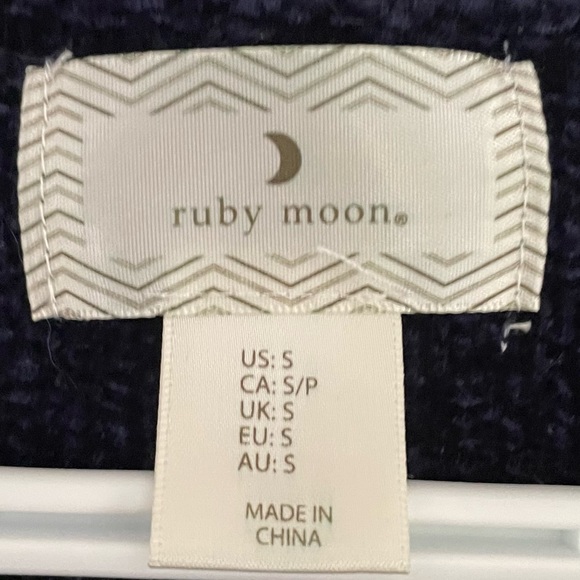 ruby moon®
US: S
CA: S/P
UK: S
EU: S
AU: S
MADE IN
CHINA